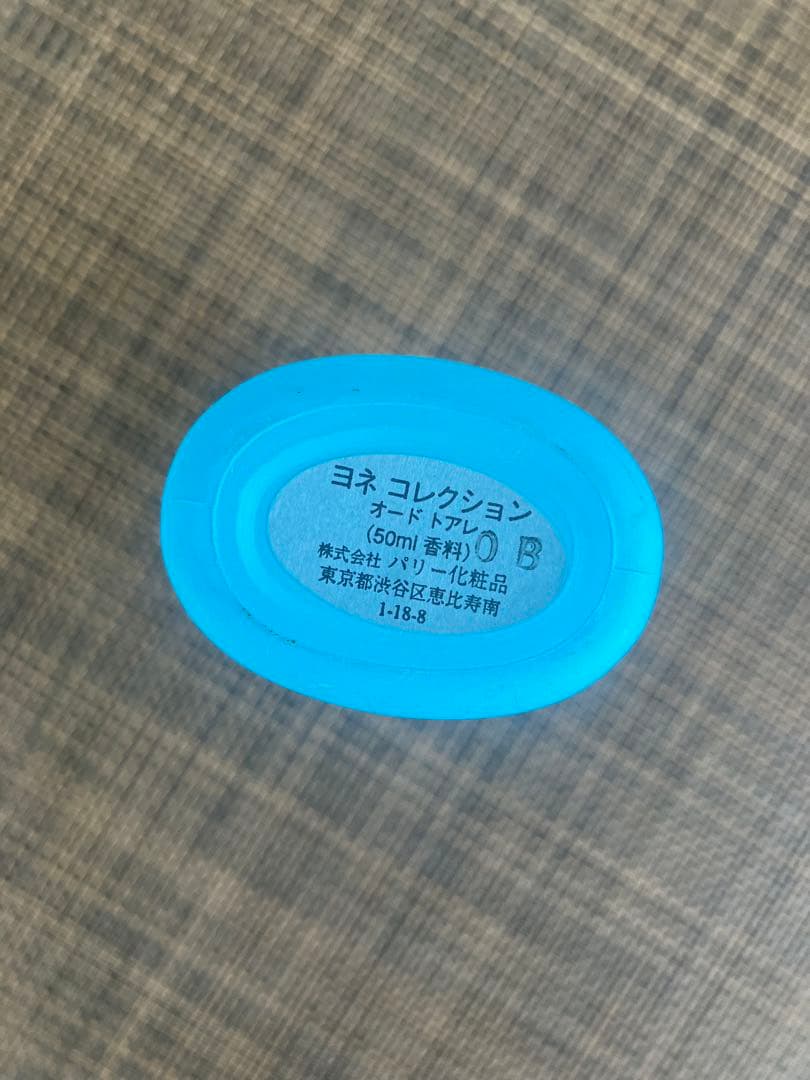 ヨネ コレクション
オード トアレ
(50ml 香料) 0 B
株式会社 パリー化粧品
東京都渋谷区恵比寿南
1-18-8